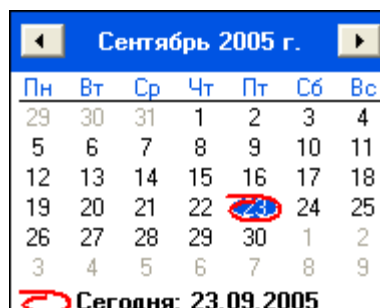 Сентябрь 2005 г.
Пн Вт Ср Чт Пт Сб Вс
29 30 31 1 2 3 4
5 6 7 8 9 10 11
12 13 14 15 16 17 18
19 20 21 22 23 24 25
26 27 28 29 30 1 2
3 4 5 6 7 8 9
Сегодня: 23.09.2005